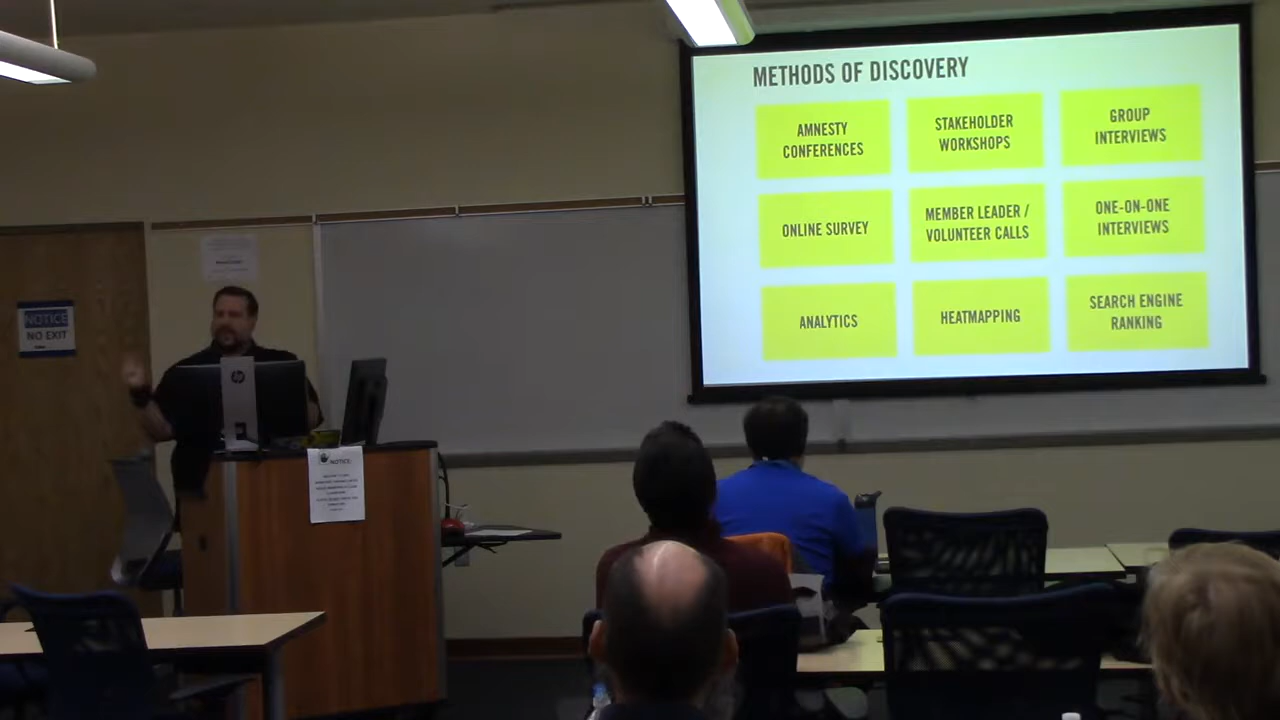 METHODS OF DISCOVERY
AMNESTY
CONFERENCES
STAKEHOLDER
WORKSHOPS
GROUP
INTERVIEWS
ONLINE SURVEY
MEMBER LEADER /
VOLUNTEER CALLS
ONE-ON-ONE
INTERVIEWS
ANALYTICS
HEATMAPPING
SEARCH ENGINE
RANKING
NOTICE
NO EXIT
hp
NOTICE: